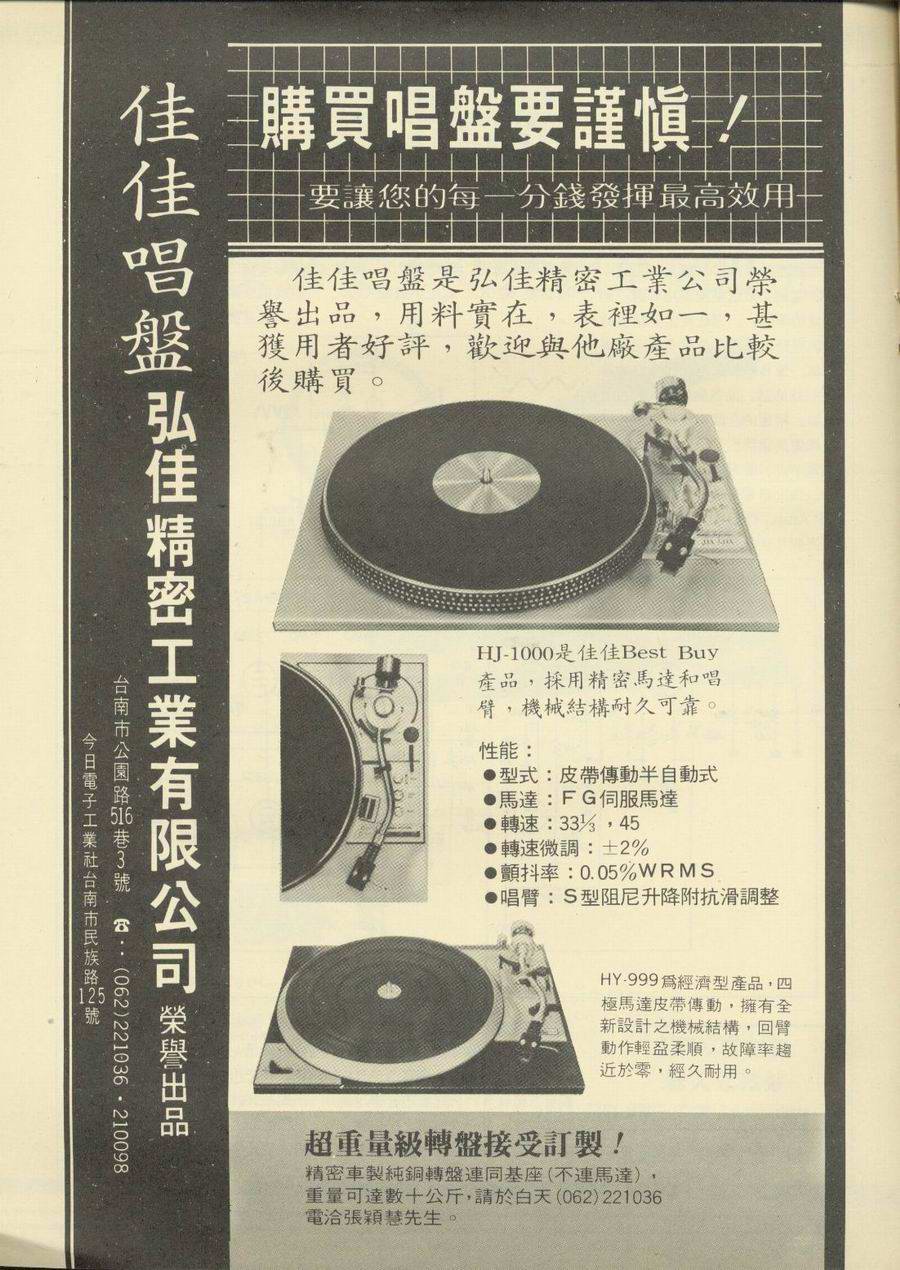 購買唱盤要謹慎！
要讓您的每一分錢發揮最高效用
佳佳唱盤是弘佳精密工業公司榮
譽出品，用料實在，表裡如一，甚
獲用者好評，歡迎與他廠產品比較
後購買。
HJ-1000是佳佳Best Buy
產品，採用精密馬達和唱
臂，機械結構耐久可靠。
性能：
●型式：皮帶傳動半自動式
●馬達：FG伺服馬達
●轉速：33⅓，45
●轉速微調：±2%
●顫抖率：0.05%WRMS
●唱臂：S型阻尼升降附抗滑調整
HY-999爲經濟型產品，四
極馬達皮帶傳動，擁有全
新設計之機械結構，回臂
動作輕盈柔順，故障率趨
近於零，經久耐用。
超重量級轉盤接受訂製！
精密車製純銅轉盤連同基座(不連馬達)，
重量可達數十公斤，請於白天(062)221036
電洽張穎慧先生。
佳佳唱盤 弘佳精密工業有限公司 榮譽出品
台南市公園路516巷3號 ☎：(062)221036・210098
今日電子工業社台南市民族路125號